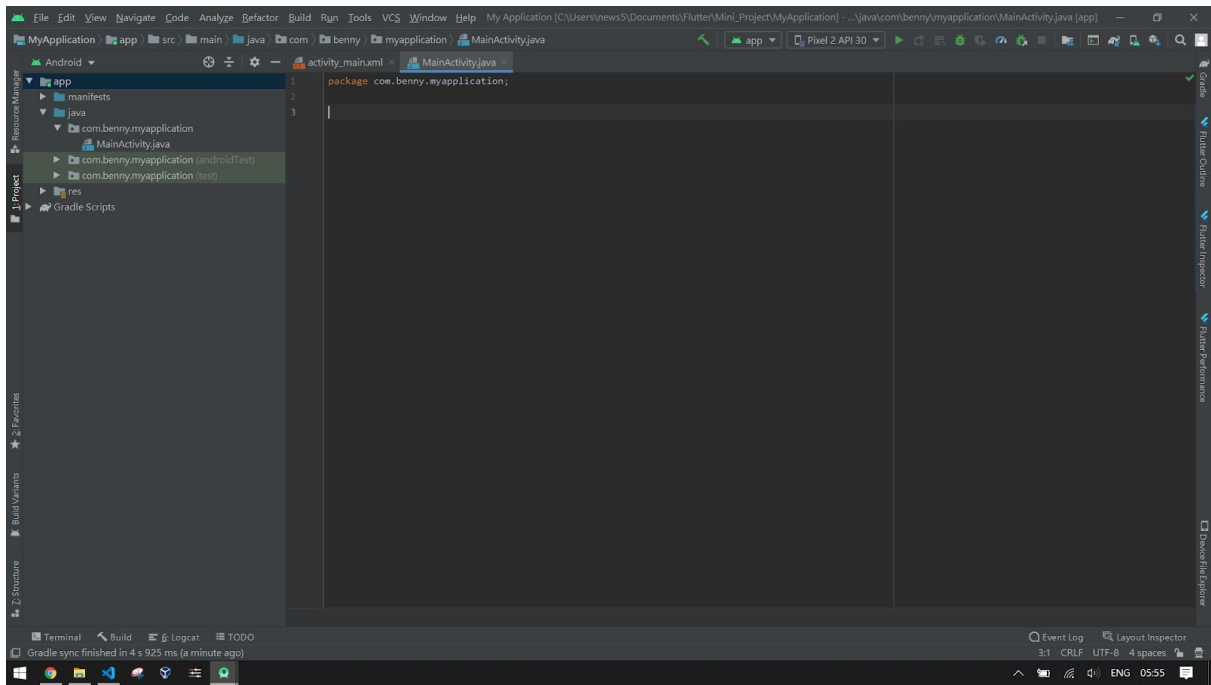 File Edit View Navigate Code Analyze Refactor Build Run Tools VCS Window Help My Application [C:\Users\news5\Documents\Flutter\Mini_Project\MyApplication] - ...\java\com\benny\myapplication\MainActivity.java [app]
MyApplication app src main java com benny myapplication MainActivity.java app Pixel 2 API 30
Android activity_main.xml MainActivity.java
app
manifests
java
com.benny.myapplication
MainActivity.java
com.benny.myapplication (androidTest)
com.benny.myapplication (test)
res
Gradle Scripts
1 package com.benny.myapplication;
2
3
Resource Manager
1: Project
2: Favorites
Build Variants
Z: Structure
Gradle
Flutter Outline
Flutter Inspector
Flutter Performance
Device File Explorer
Terminal Build 6: Logcat TODO Event Log Layout Inspector
Gradle sync finished in 4 s 925 ms (a minute ago) 3:1 CRLF UTF-8 4 spaces
ENG 05:55